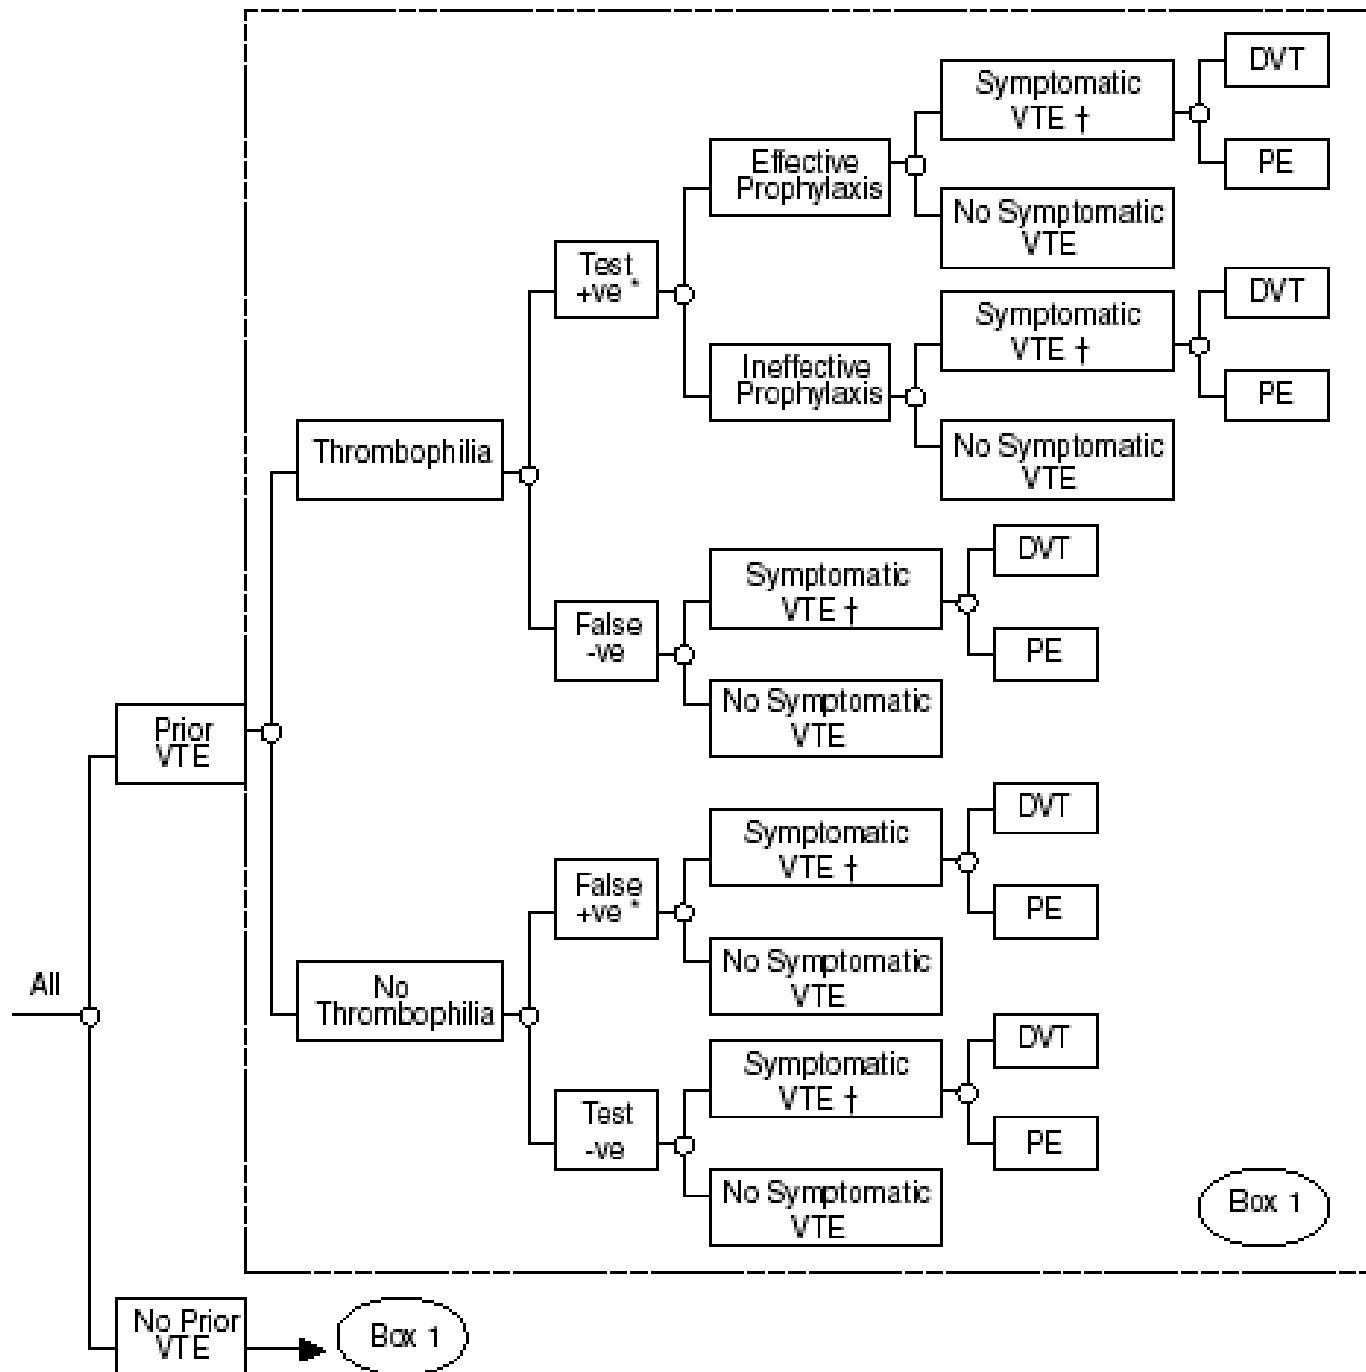 DVT
Symptomatic
VTE †
PE
Effective
Prophylaxis
No Symptomatic
VTE
Test
+ve *
DVT
Symptomatic
VTE †
PE
Ineffective
Prophylaxis
No Symptomatic
VTE
Thrombophilia
DVT
Symptomatic
VTE †
PE
False
-ve
No Symptomatic
VTE
Prior
VTE
DVT
Symptomatic
VTE †
PE
False
+ve *
No Symptomatic
VTE
All
No
Thrombophilia
DVT
Symptomatic
VTE †
PE
Test
-ve
No Symptomatic
VTE
Box 1
No Prior
VTE
Box 1